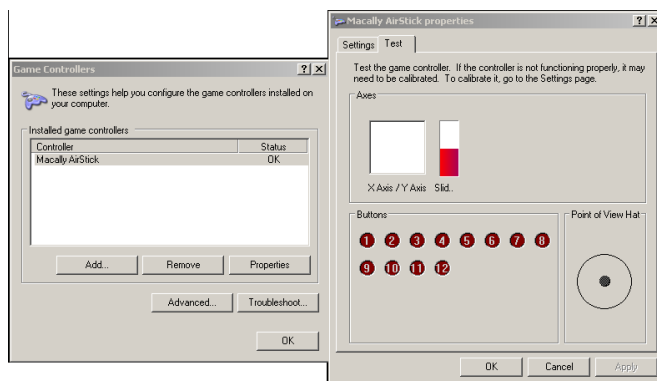 Game Controllers
These settings help you configure the game controllers installed on
your computer.
Installed game controllers
Controller Status
Macally AirStick OK
Add... Remove Properties
Advanced... Troubleshoot...
OK
Macally AirStick properties
Settings Test
Test the game controller. If the controller is not functioning properly, it may
need to be calibrated. To calibrate it, go to the Settings page.
Axes
X Axis / Y Axis Slid..
Buttons
1 2 3 4 5 6 7 8
9 10 11 12
Point of View Hat
OK Cancel Apply